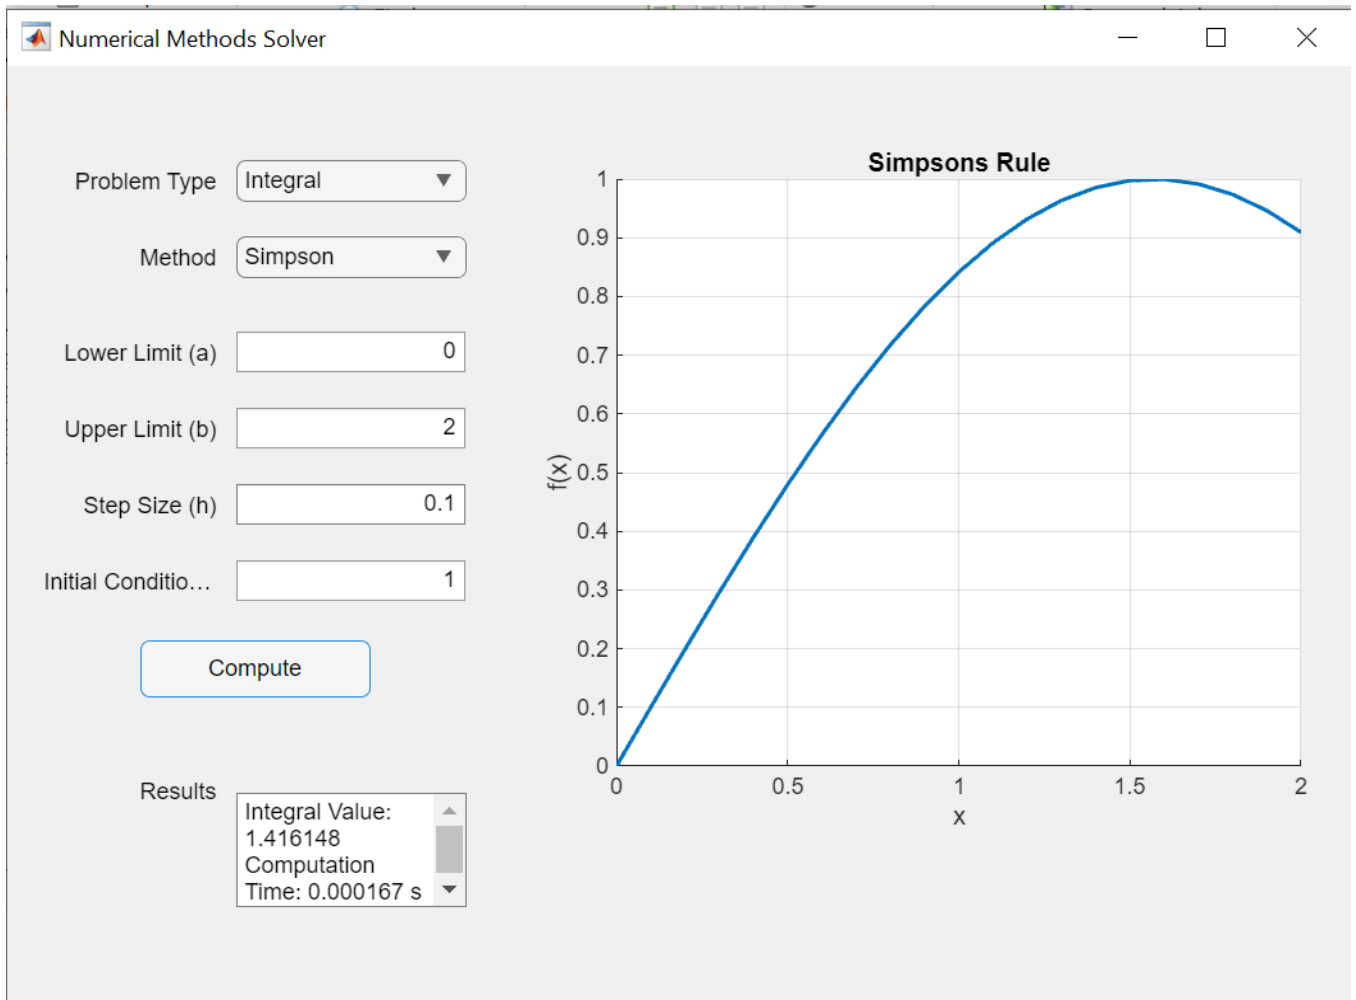 Numerical Methods Solver
Problem Type
Integral
Method
Simpson
Lower Limit (a)
0
Upper Limit (b)
2
Step Size (h)
0.1
Initial Conditio...
1
Compute
Results
Integral Value:
1.416148
Computation
Time: 0.000167 s
Simpsons Rule
1
0.9
0.8
0.7
0.6
0.5
0.4
0.3
0.2
0.1
0
f(x)
0 0.5 1 1.5 2
x